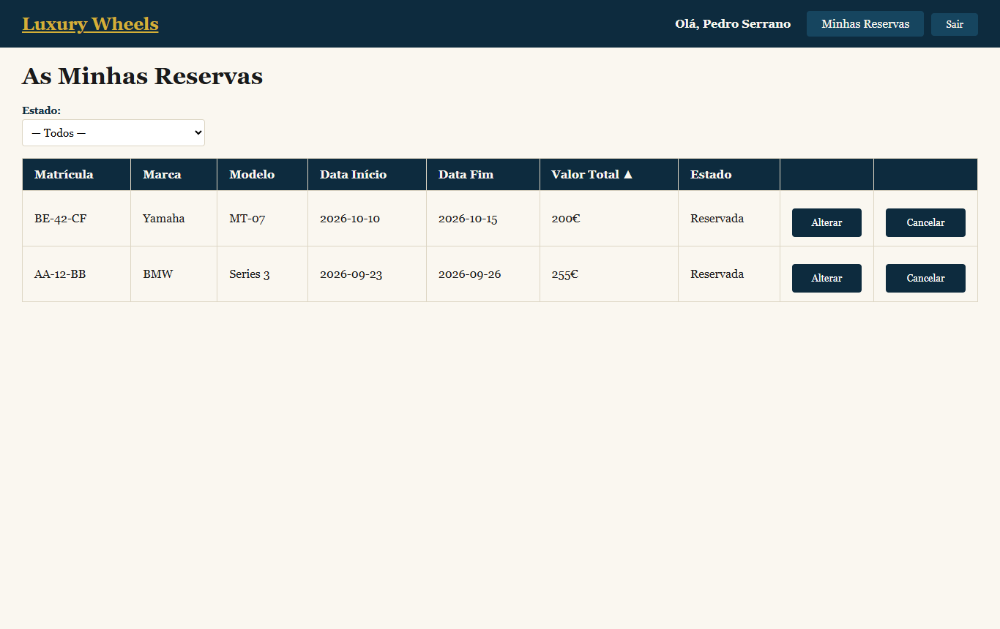 Luxury Wheels Olá, Pedro Serrano Minhas Reservas Sair
As Minhas Reservas
Estado:
— Todos —
Matrícula Marca Modelo Data Início Data Fim Valor Total ▲ Estado
BE-42-CF Yamaha MT-07 2026-10-10 2026-10-15 200€ Reservada Alterar Cancelar
AA-12-BB BMW Series 3 2026-09-23 2026-09-26 255€ Reservada Alterar Cancelar